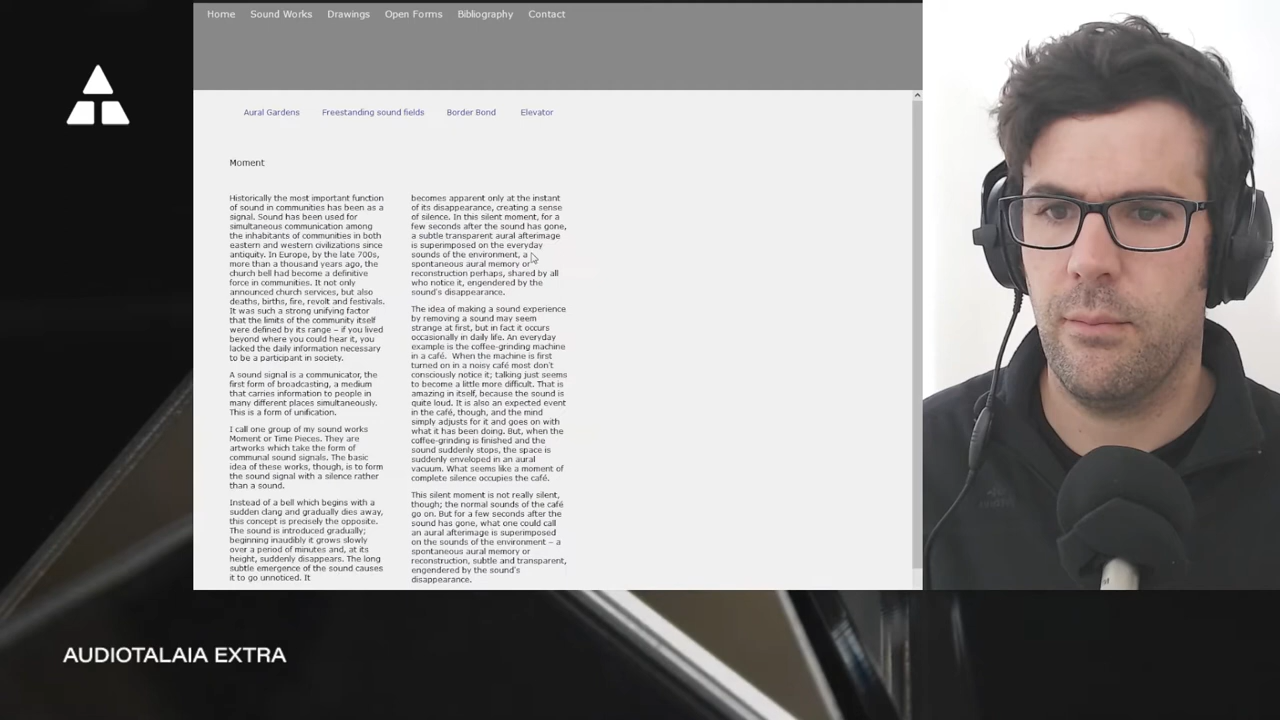 Home Sound Works Drawings Open Forms Bibliography Contact
Aural Gardens Freestanding sound fields Border Bond Elevator
Moment
Historically the most important function
of sound in communities has been as a
signal. Sound has been used for
simultaneous communication among
the inhabitants of communities in both
eastern and western civilizations since
antiquity. In Europe, by the late 700s,
more than a thousand years ago, the
church bell had become a definitive
force in communities. It not only
announced church services, but also
deaths, births, fire, revolt and festivals.
It was such a strong unifying factor
that the limits of the community itself
were defined by its range – if you lived
beyond where you could hear it, you
lacked the daily information necessary
to be a participant in society.
A sound signal is a communicator, the
first form of broadcasting, a medium
that carries information to people in
many different places simultaneously.
This is a form of unification.
I call one group of my sound works
Moment or Time Pieces. They are
artworks which take the form of
communal sound signals. The basic
idea of these works, though, is to form
the sound signal with a silence rather
than a sound.
Instead of a bell which begins with a
sudden clang and gradually dies away,
this concept is precisely the opposite.
The sound is introduced gradually;
beginning inaudibly it grows slowly
over a period of minutes and, at its
height, suddenly disappears. The long
subtle emergence of the sound causes
it to go unnoticed. It
becomes apparent only at the instant
of its disappearance, creating a sense
of silence. In this silent moment, for a
few seconds after the sound has gone,
a subtle transparent aural afterimage
is superimposed on the everyday
sounds of the environment, a
spontaneous aural memory or
reconstruction perhaps, shared by all
who notice it, engendered by the
sound's disappearance.
The idea of making a sound experience
by removing a sound may seem
strange at first, but in fact it occurs
occasionally in daily life. An everyday
example is the coffee-grinding machine
in a café. When the machine is first
turned on in a noisy café most don't
consciously notice it; talking just seems
to become a little more difficult. That is
amazing in itself, because the sound is
quite loud. It is also an expected event
in the café, though, and the mind
simply adjusts for it and goes on with
what it has been doing. But, when the
coffee-grinding is finished and the
sound suddenly stops, the space is
suddenly enveloped in an aural
vacuum. What seems like a moment of
complete silence occupies the café.
This silent moment is not really silent,
though; the normal sounds of the café
go on. But for a few seconds after the
sound has gone, what one could call
an aural afterimage is superimposed
on the sounds of the environment – a
spontaneous aural memory or
reconstruction, subtle and transparent,
engendered by the sound's
disappearance.
AUDIOTALAIA EXTRA